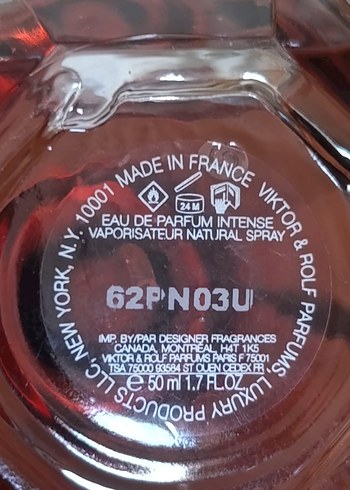 LUXURY PRODUCTS LLC, NEW YORK, N.Y. 10001 MADE IN FRANCE VIKTOR & ROLF PARFUMS,
24 M
EAU DE PARFUM INTENSE
VAPORISATEUR NATURAL SPRAY
62PN03U
IMP. BY/PAR DESIGNER FRAGRANCES
CANADA, MONTRÉAL, H4T 1K5
VIKTOR & ROLF PARFUMS PARIS F 75001
TSA 75000 93584 ST OUEN CEDEX FR
e 50 ml 1.7 FL.OZ.